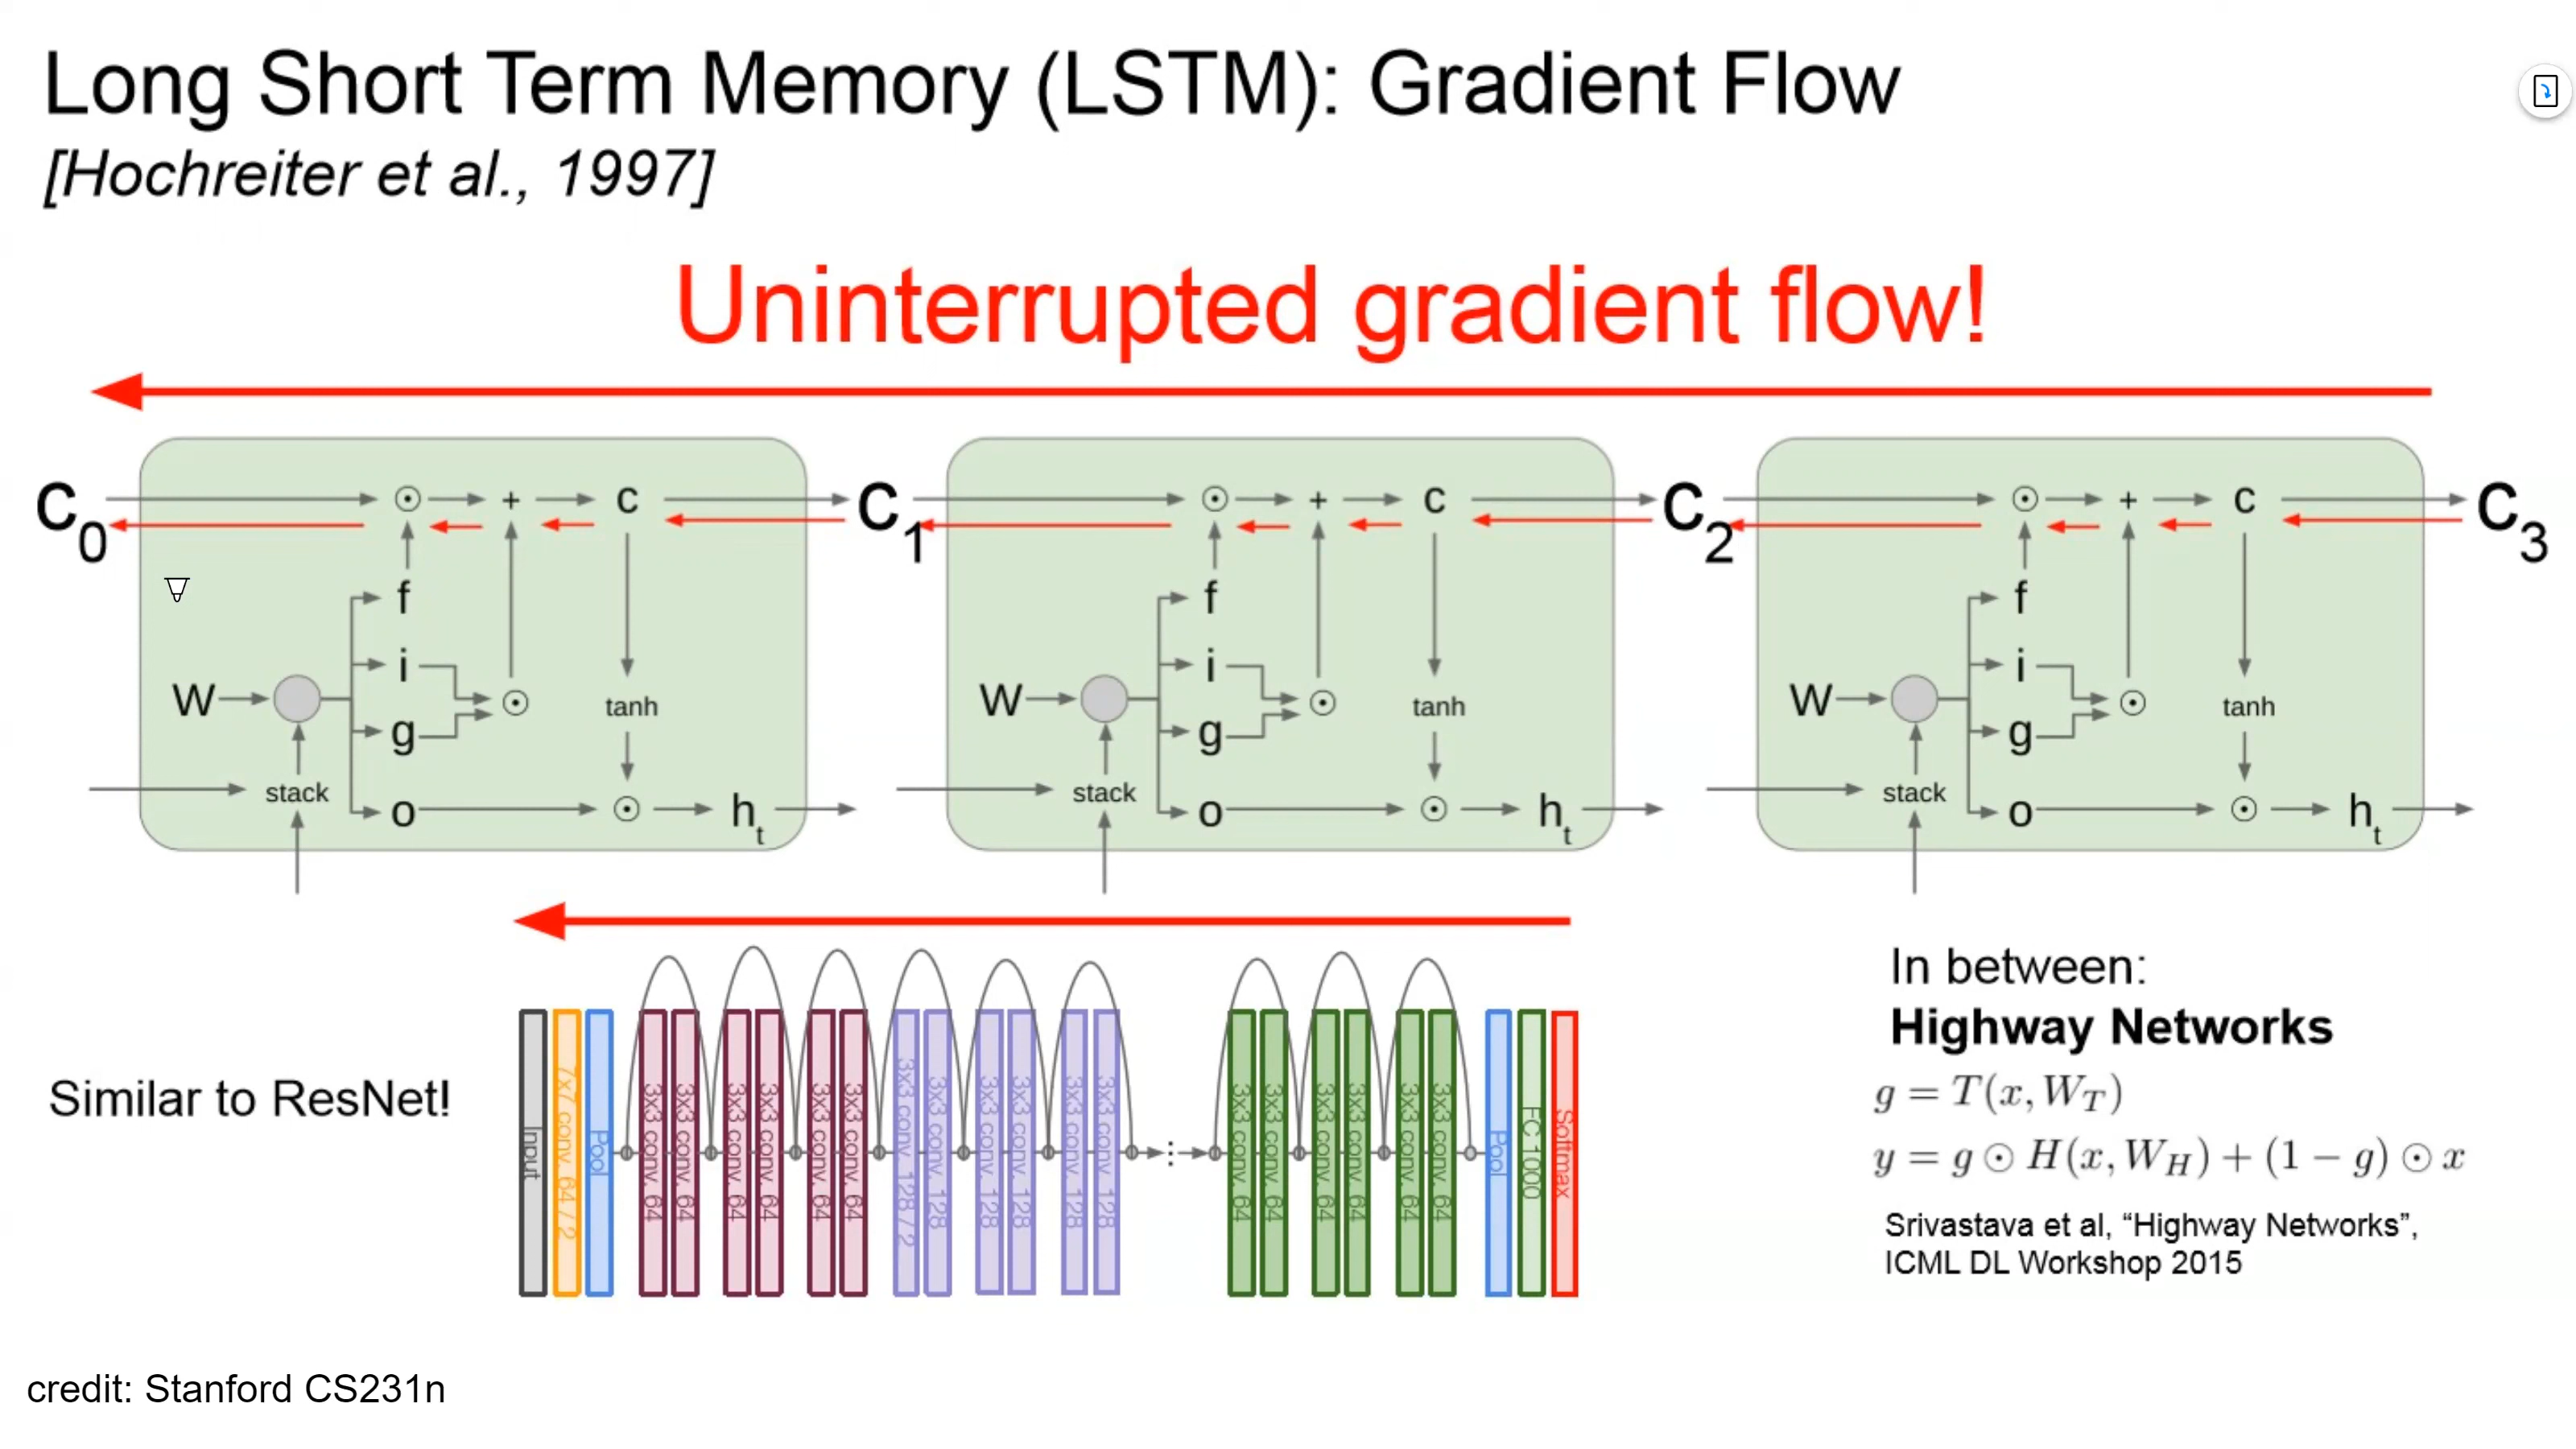 Long Short Term Memory (LSTM): Gradient Flow
[Hochreiter et al., 1997]
Uninterrupted gradient flow!
c₀ ⊙ + c c₁ ⊙ + c c₂ ⊙ + c c₃
f f f
i i i
W ⊙ tanh W ⊙ tanh W ⊙ tanh
g g g
stack stack stack
o ⊙ hₜ o ⊙ hₜ o ⊙ hₜ
Similar to ResNet!
Input
7x7 conv, 64 / 2
Pool
3x3 conv, 64
3x3 conv, 64
3x3 conv, 64
3x3 conv, 64
3x3 conv, 64
3x3 conv, 64
3x3 conv, 128 / 2
3x3 conv, 128
3x3 conv, 128
3x3 conv, 128
3x3 conv, 128
3x3 conv, 128
...
3x3 conv, 64
3x3 conv, 64
3x3 conv, 64
3x3 conv, 64
3x3 conv, 64
3x3 conv, 64
Pool
FC 1000
Softmax
In between:
Highway Networks
g = T(x, W_T)
y = g ⊙ H(x, W_H) + (1 − g) ⊙ x
Srivastava et al, “Highway Networks”,
ICML DL Workshop 2015
credit: Stanford CS231n